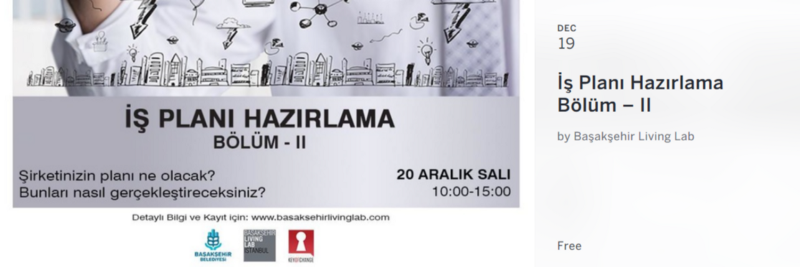 İŞ PLANI HAZIRLAMA
BÖLÜM - II
Şirketinizin planı ne olacak?
Bunları nasıl gerçekleştireceksiniz?
20 ARALIK SALI
10:00-15:00
Detaylı Bilgi ve Kayıt için: www.basaksehirlivinglab.com
BAŞAKŞEHİR
BELEDİYESİ
BAŞAKŞEHİR
LIVING
LAB
İSTANBUL
DEC
19
İş Planı Hazırlama
Bölüm – II
by Başakşehir Living Lab
Free